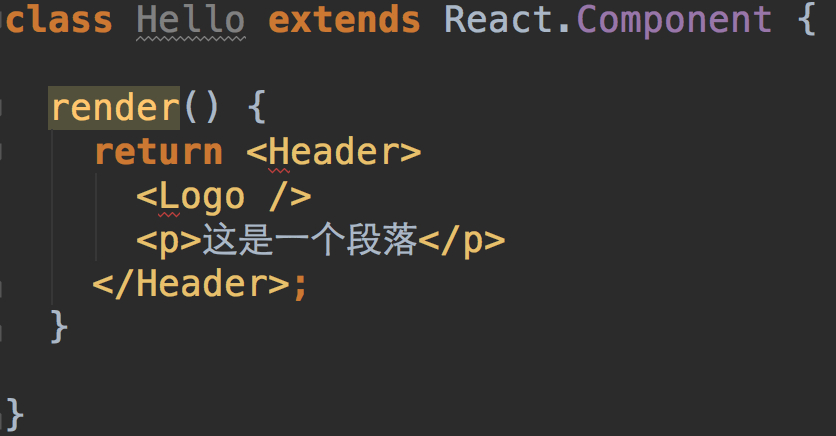 class Hello extends React.Component {
render() {
return <Header>
<Logo />
<p>这是一个段落</p>
</Header>;
}
}